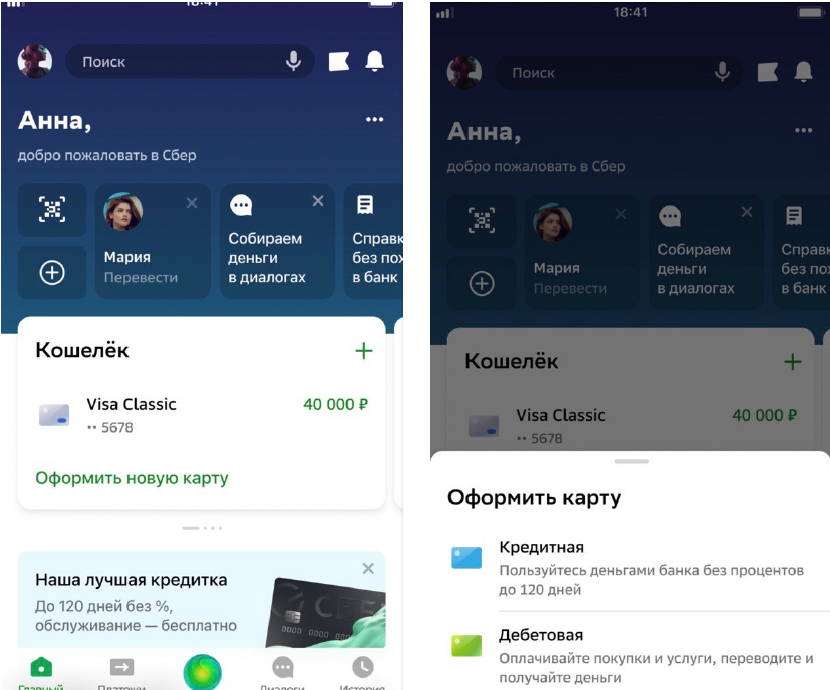 18:41
Поиск
Анна,
добро пожаловать в Сбер
Мария
Перевести
Собираем
деньги
в диалогах
Справк
без пох
в банк
Кошелёк
Visa Classic
40 000 ₽
•• 5678
Оформить новую карту
Наша лучшая кредитка
До 120 дней без %,
обслуживание — бесплатно
СБЕР
0000 0000
Главный
Платежи
Диалоги
История
18:41
Поиск
Анна,
добро пожаловать в Сбер
Мария
Перевести
Собираем
деньги
в диалогах
Справк
без пох
в банк
Кошелёк
Visa Classic
40 000 ₽
•• 5678
Оформить карту
Кредитная
Пользуйтесь деньгами банка без процентов
до 120 дней
Дебетовая
Оплачивайте покупки и услуги, переводите и
получайте деньги